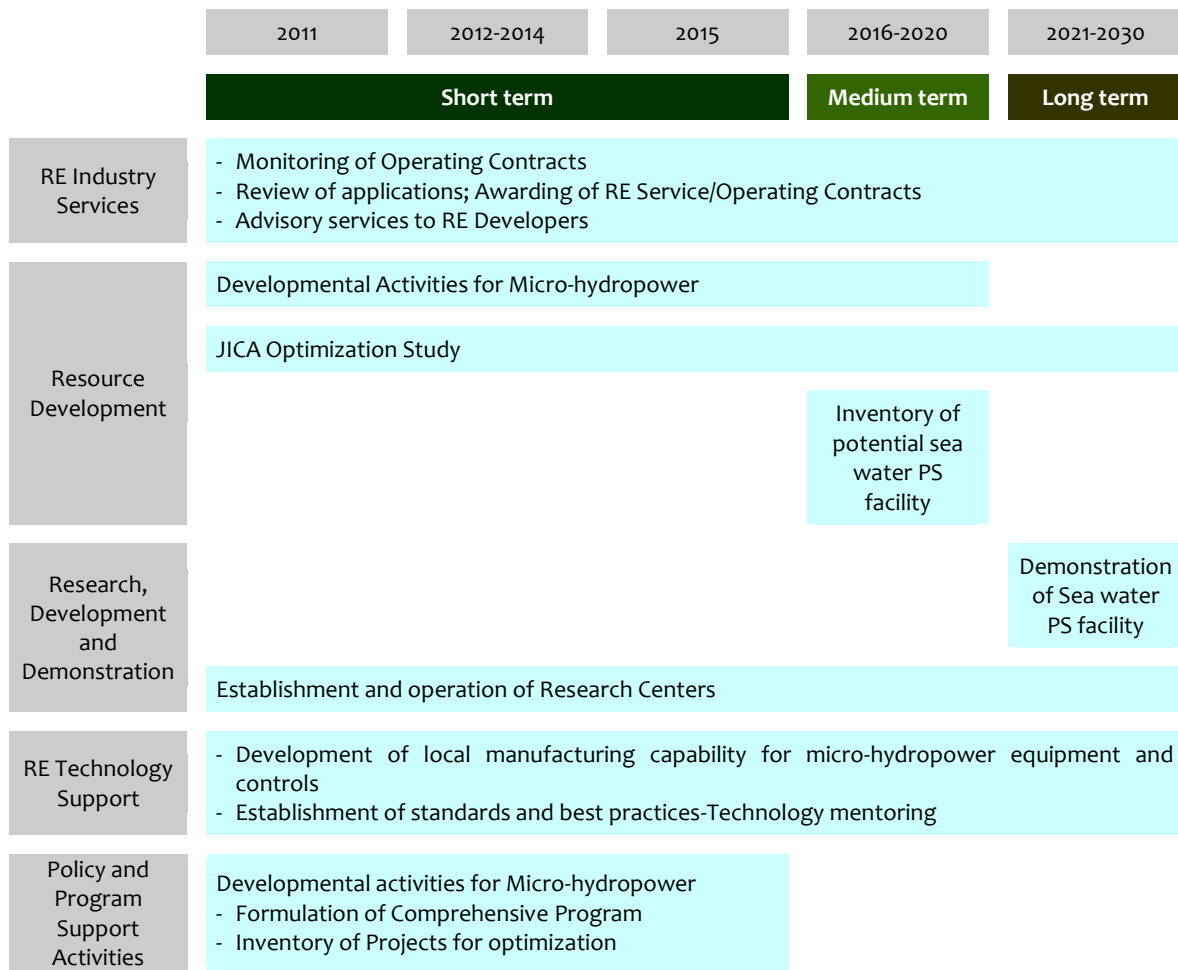 2011
2012-2014
2015
2016-2020
2021-2030
Short term
Medium term
Long term
RE Industry
Services
- Monitoring of Operating Contracts
- Review of applications; Awarding of RE Service/Operating Contracts
- Advisory services to RE Developers
Resource
Development
Developmental Activities for Micro-hydropower
JICA Optimization Study
Inventory of
potential sea
water PS
facility
Research,
Development
and
Demonstration
Demonstration
of Sea water
PS facility
Establishment and operation of Research Centers
RE Technology
Support
- Development of local manufacturing capability for micro-hydropower equipment and
controls
- Establishment of standards and best practices-Technology mentoring
Policy and
Program
Support
Activities
Developmental activities for Micro-hydropower
- Formulation of Comprehensive Program
- Inventory of Projects for optimization